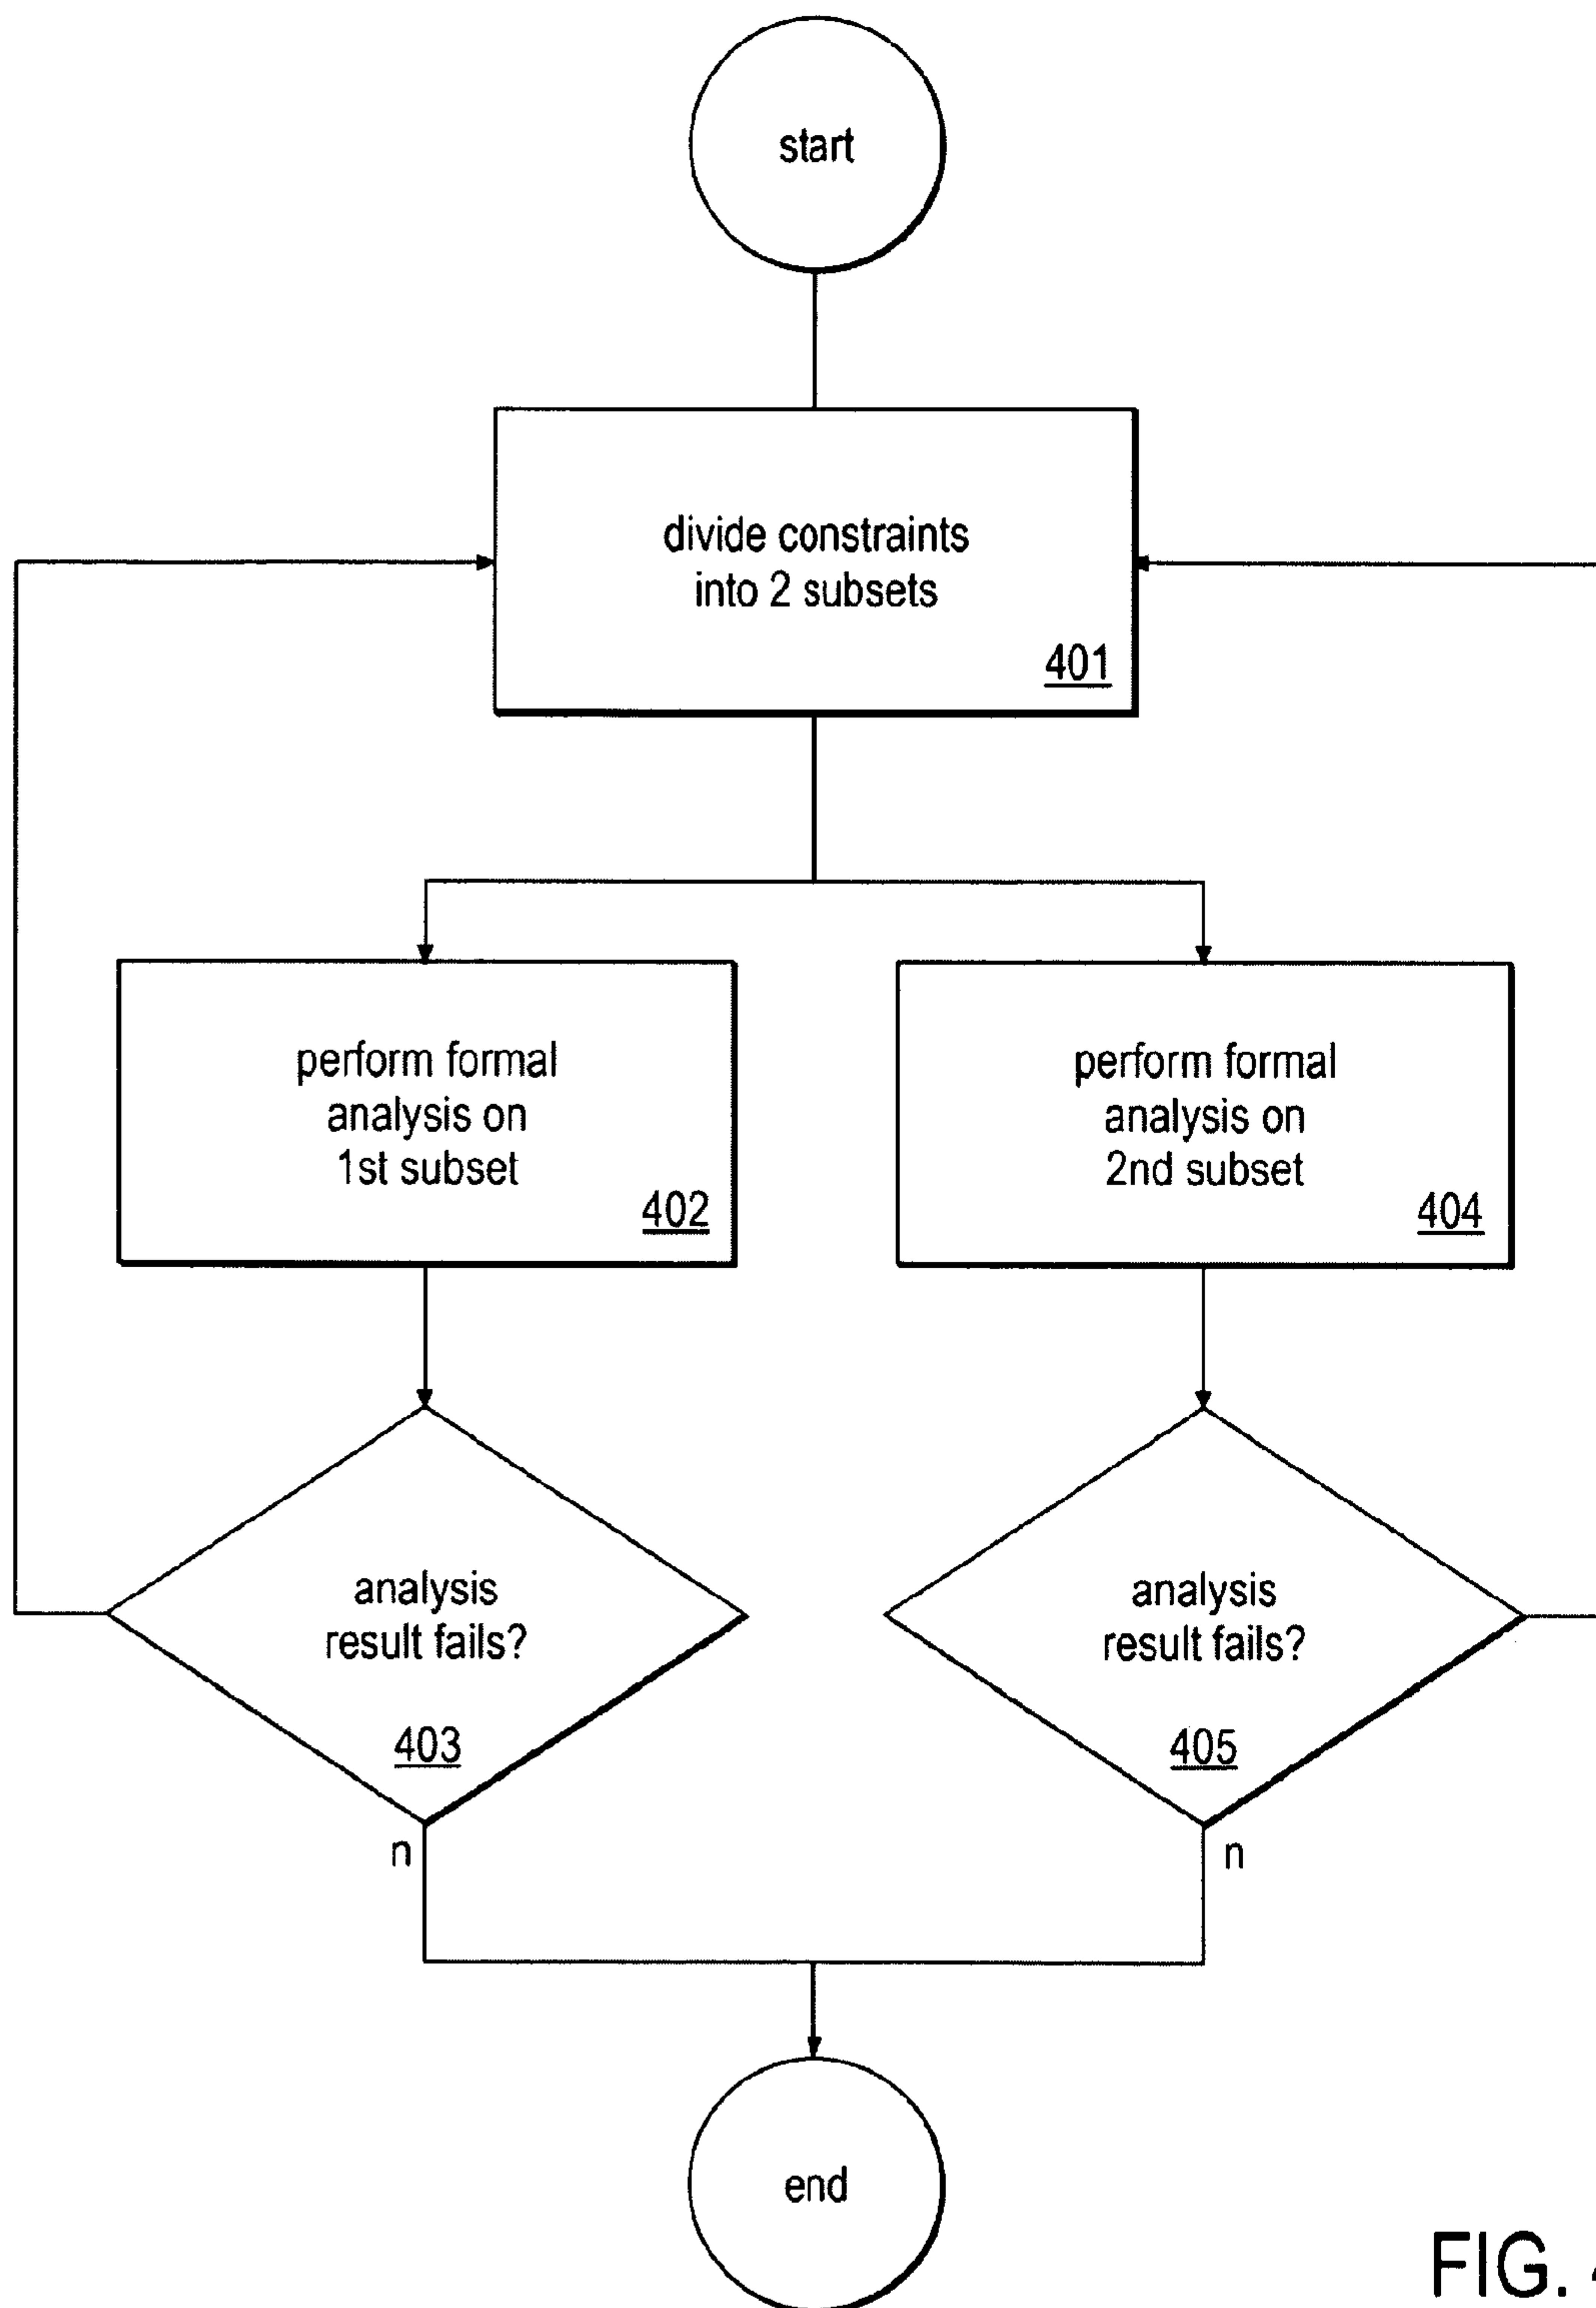 start
divide constraints
into 2 subsets
401
perform formal
analysis on
1st subset
402
perform formal
analysis on
2nd subset
404
analysis
result fails?
403
n
analysis
result fails?
405
n
end
FIG.